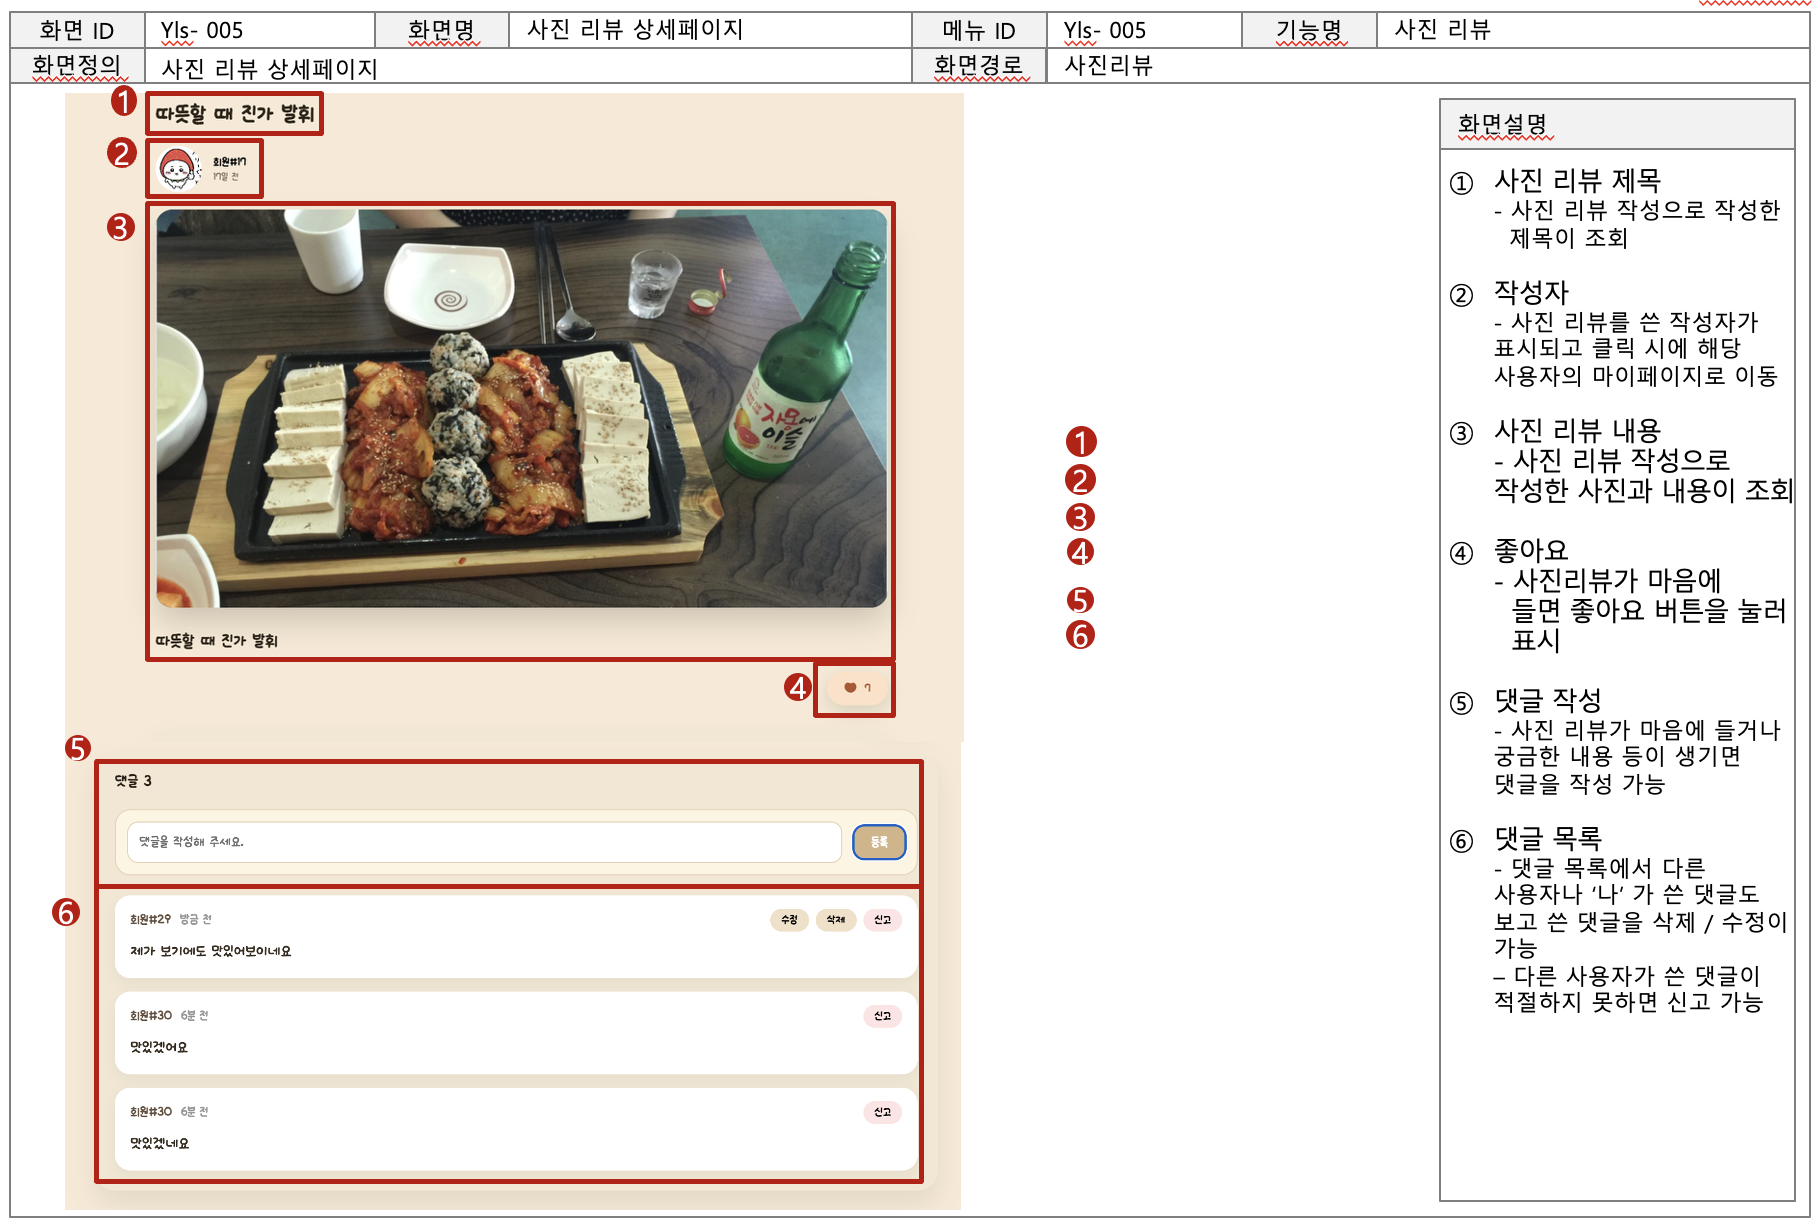 화면 ID Yls- 005 화면명 사진 리뷰 상세페이지 메뉴 ID Yls- 005 기능명 사진 리뷰
화면정의 사진 리뷰 상세페이지 화면경로 사진리뷰
1 따뜻할 때 진가 발휘
2 회원#17
17일 전
3
자몽에
이슬
따뜻할 때 진가 발휘
4 7
5
댓글 3
댓글을 작성해 주세요. 등록
6
회원#29 방금 전 수정 삭제 신고
제가 보기에도 맛있어보이네요
회원#30 6분 전 신고
맛있겠어요
회원#30 6분 전 신고
맛있겠네요
1
2
3
4
5
6
화면설명
① 사진 리뷰 제목
- 사진 리뷰 작성으로 작성한
제목이 조회
② 작성자
- 사진 리뷰를 쓴 작성자가
표시되고 클릭 시에 해당
사용자의 마이페이지로 이동
③ 사진 리뷰 내용
- 사진 리뷰 작성으로
작성한 사진과 내용이 조회
④ 좋아요
- 사진리뷰가 마음에
들면 좋아요 버튼을 눌러
표시
⑤ 댓글 작성
- 사진 리뷰가 마음에 들거나
궁금한 내용 등이 생기면
댓글을 작성 가능
⑥ 댓글 목록
- 댓글 목록에서 다른
사용자나 ‘나’ 가 쓴 댓글도
보고 쓴 댓글을 삭제 / 수정이
가능
– 다른 사용자가 쓴 댓글이
적절하지 못하면 신고 가능